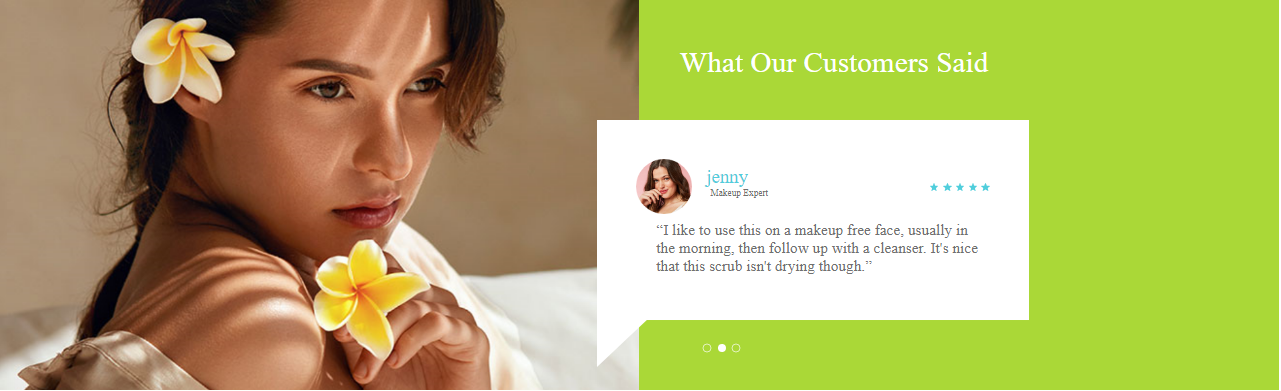 What Our Customers Said
jenny
Makeup Expert
“I like to use this on a makeup free face, usually in
the morning, then follow up with a cleanser. It's nice
that this scrub isn't drying though.”